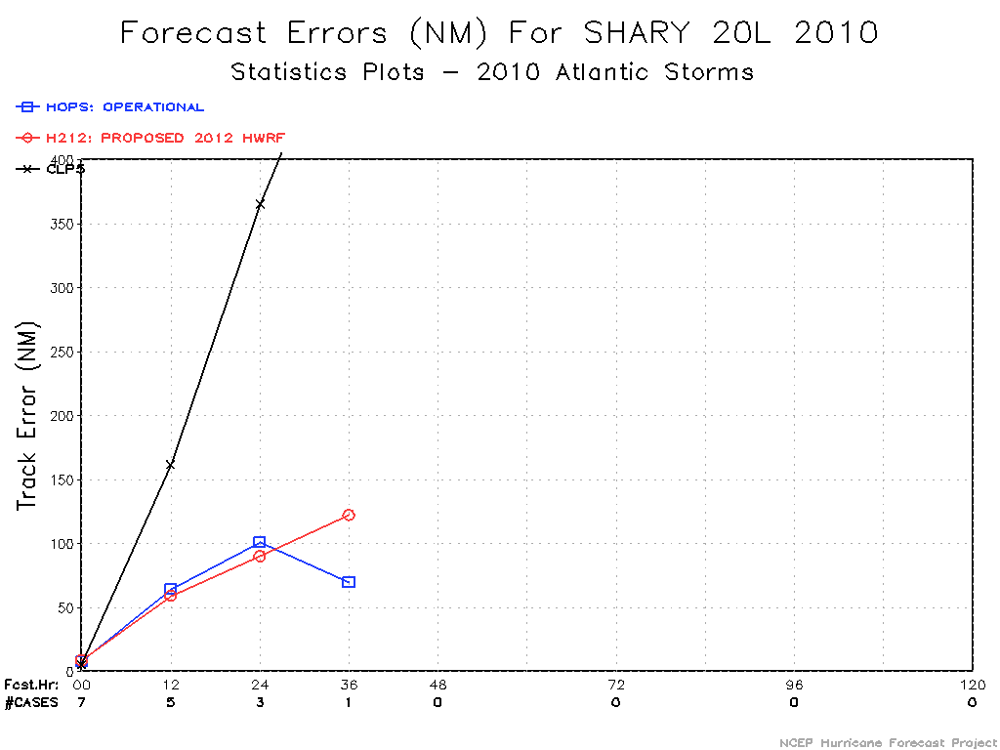 Forecast Errors (NM) For SHARY 20L 2010
Statistics Plots - 2010 Atlantic Storms
HOPS: OPERATIONAL
H212: PROPOSED 2012 HWRF
CLP5
400
350
300
250
200
150
100
50
0
Track Error (NM)
Fcst.Hr: 00 12 24 36 48 72 96 120
#CASES 7 5 3 1 0 0 0 0
NCEP Hurricane Forecast Project